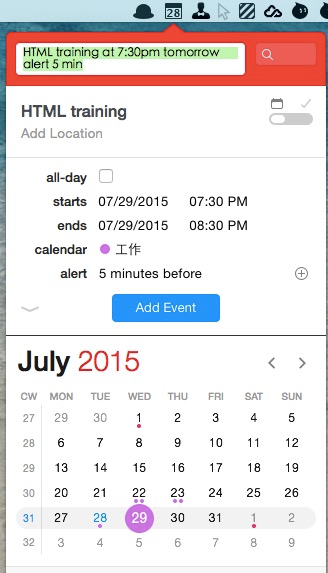 28
HTML training at 7:30pm tomorrow
alert 5 min
HTML training
Add Location
all-day
starts 07/29/2015 07:30 PM
ends 07/29/2015 08:30 PM
calendar 工作
alert 5 minutes before
Add Event
July 2015
CW MON TUE WED THU FRI SAT SUN
27 29 30 1 2 3 4 5
28 6 7 8 9 10 11 12
29 13 14 15 16 17 18 19
30 20 21 22 23 24 25 26
31 27 28 29 30 31 1 2
32 3 4 5 6 7 8 9